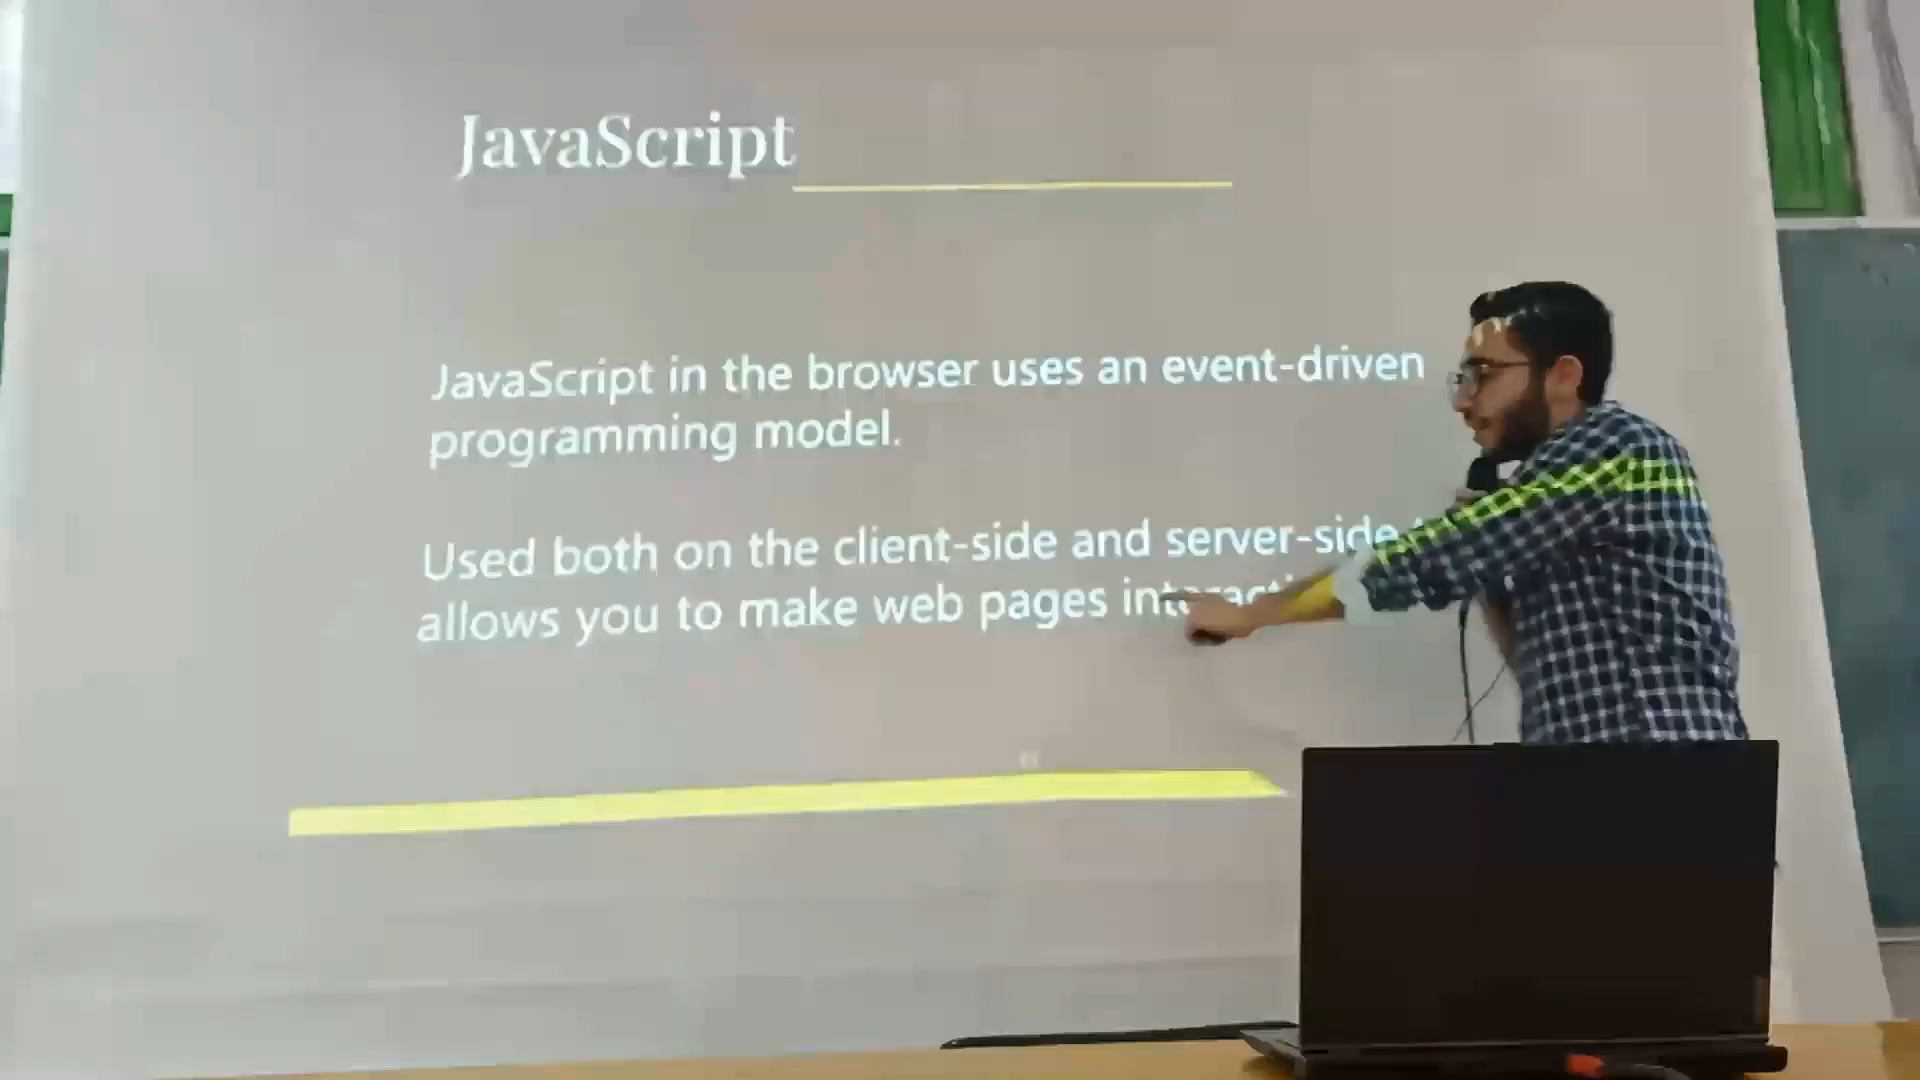 JavaScript
JavaScript in the browser uses an event-driven
programming model.
Used both on the client-side and server-side
allows you to make web pages